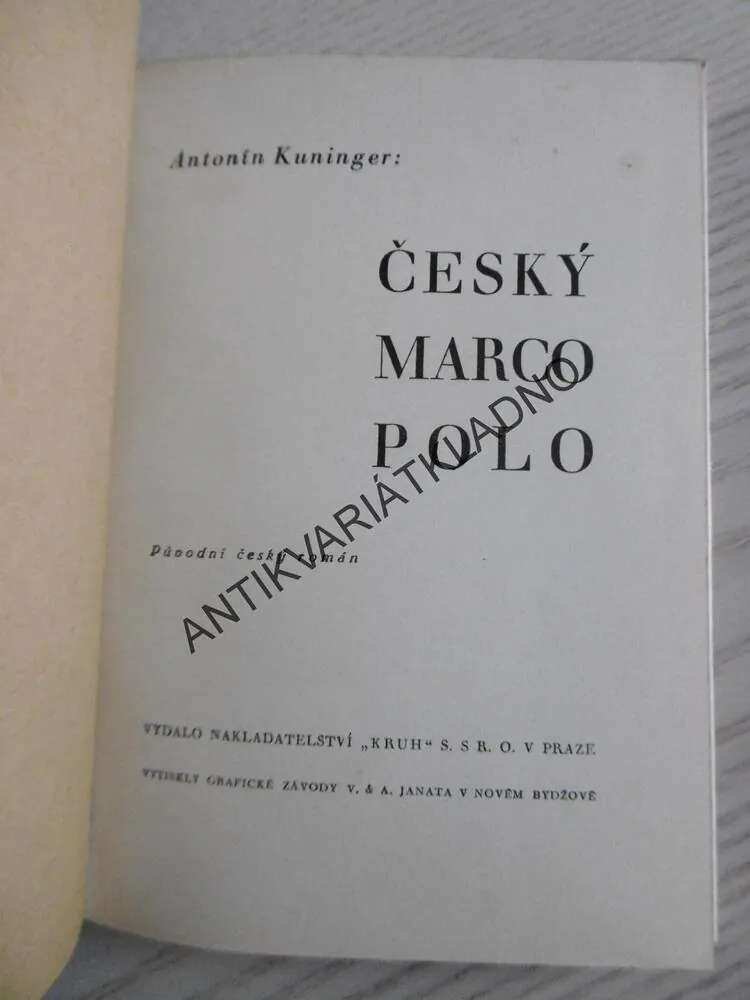 Antonín Kuninger:
ČESKÝ
MARCO
POLO
ANTIKVARIÁTKLADNO
Původní český román
VYDALO NAKLADATELSTVÍ „KRUH“ S. S R. O. V PRAZE
VYTISKLY GRAFICKÉ ZÁVODY V. & A. JANATA V NOVÉM BYDŽOVĚ